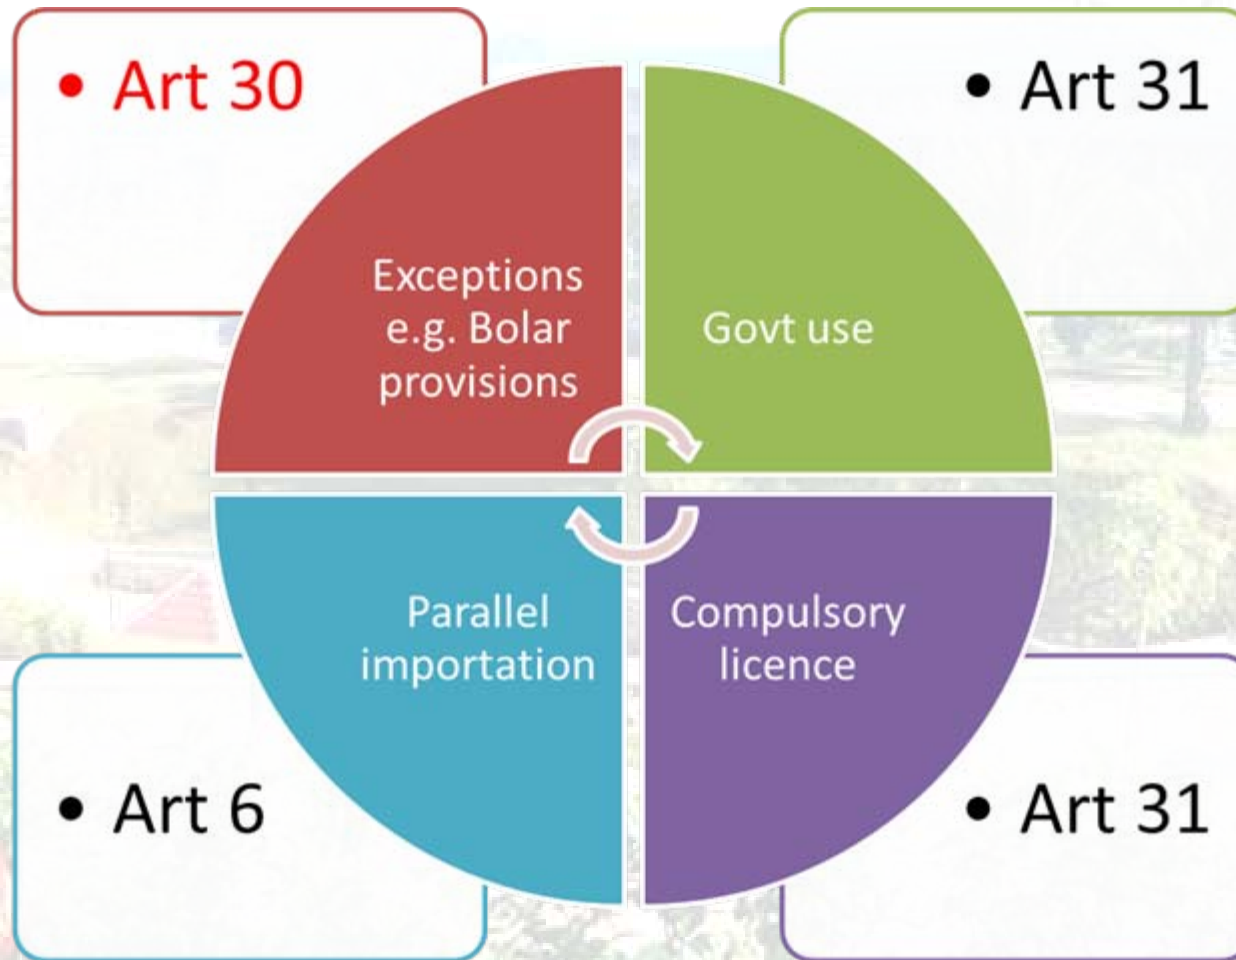 • Art 30
• Art 31
Exceptions
e.g. Bolar
provisions
Govt use
Parallel
importation
Compulsory
licence
• Art 6
• Art 31